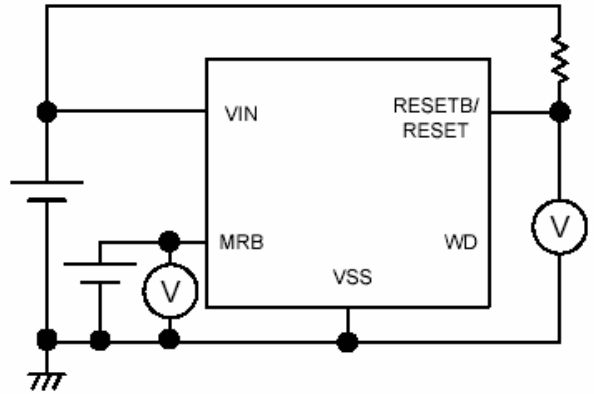 VIN
RESETB/
RESET
MRB
WD
VSS
V
V